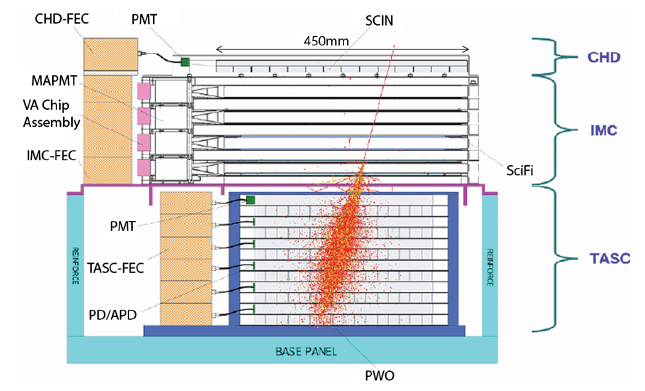 CHD-FEC
PMT
SCIN
450mm
CHD
MAPMT
VA Chip
Assembly
IMC
IMC-FEC
SciFi
PMT
TASC-FEC
TASC
REINFORCE
REINFORCE
PD/APD
BASE PANEL
PWO